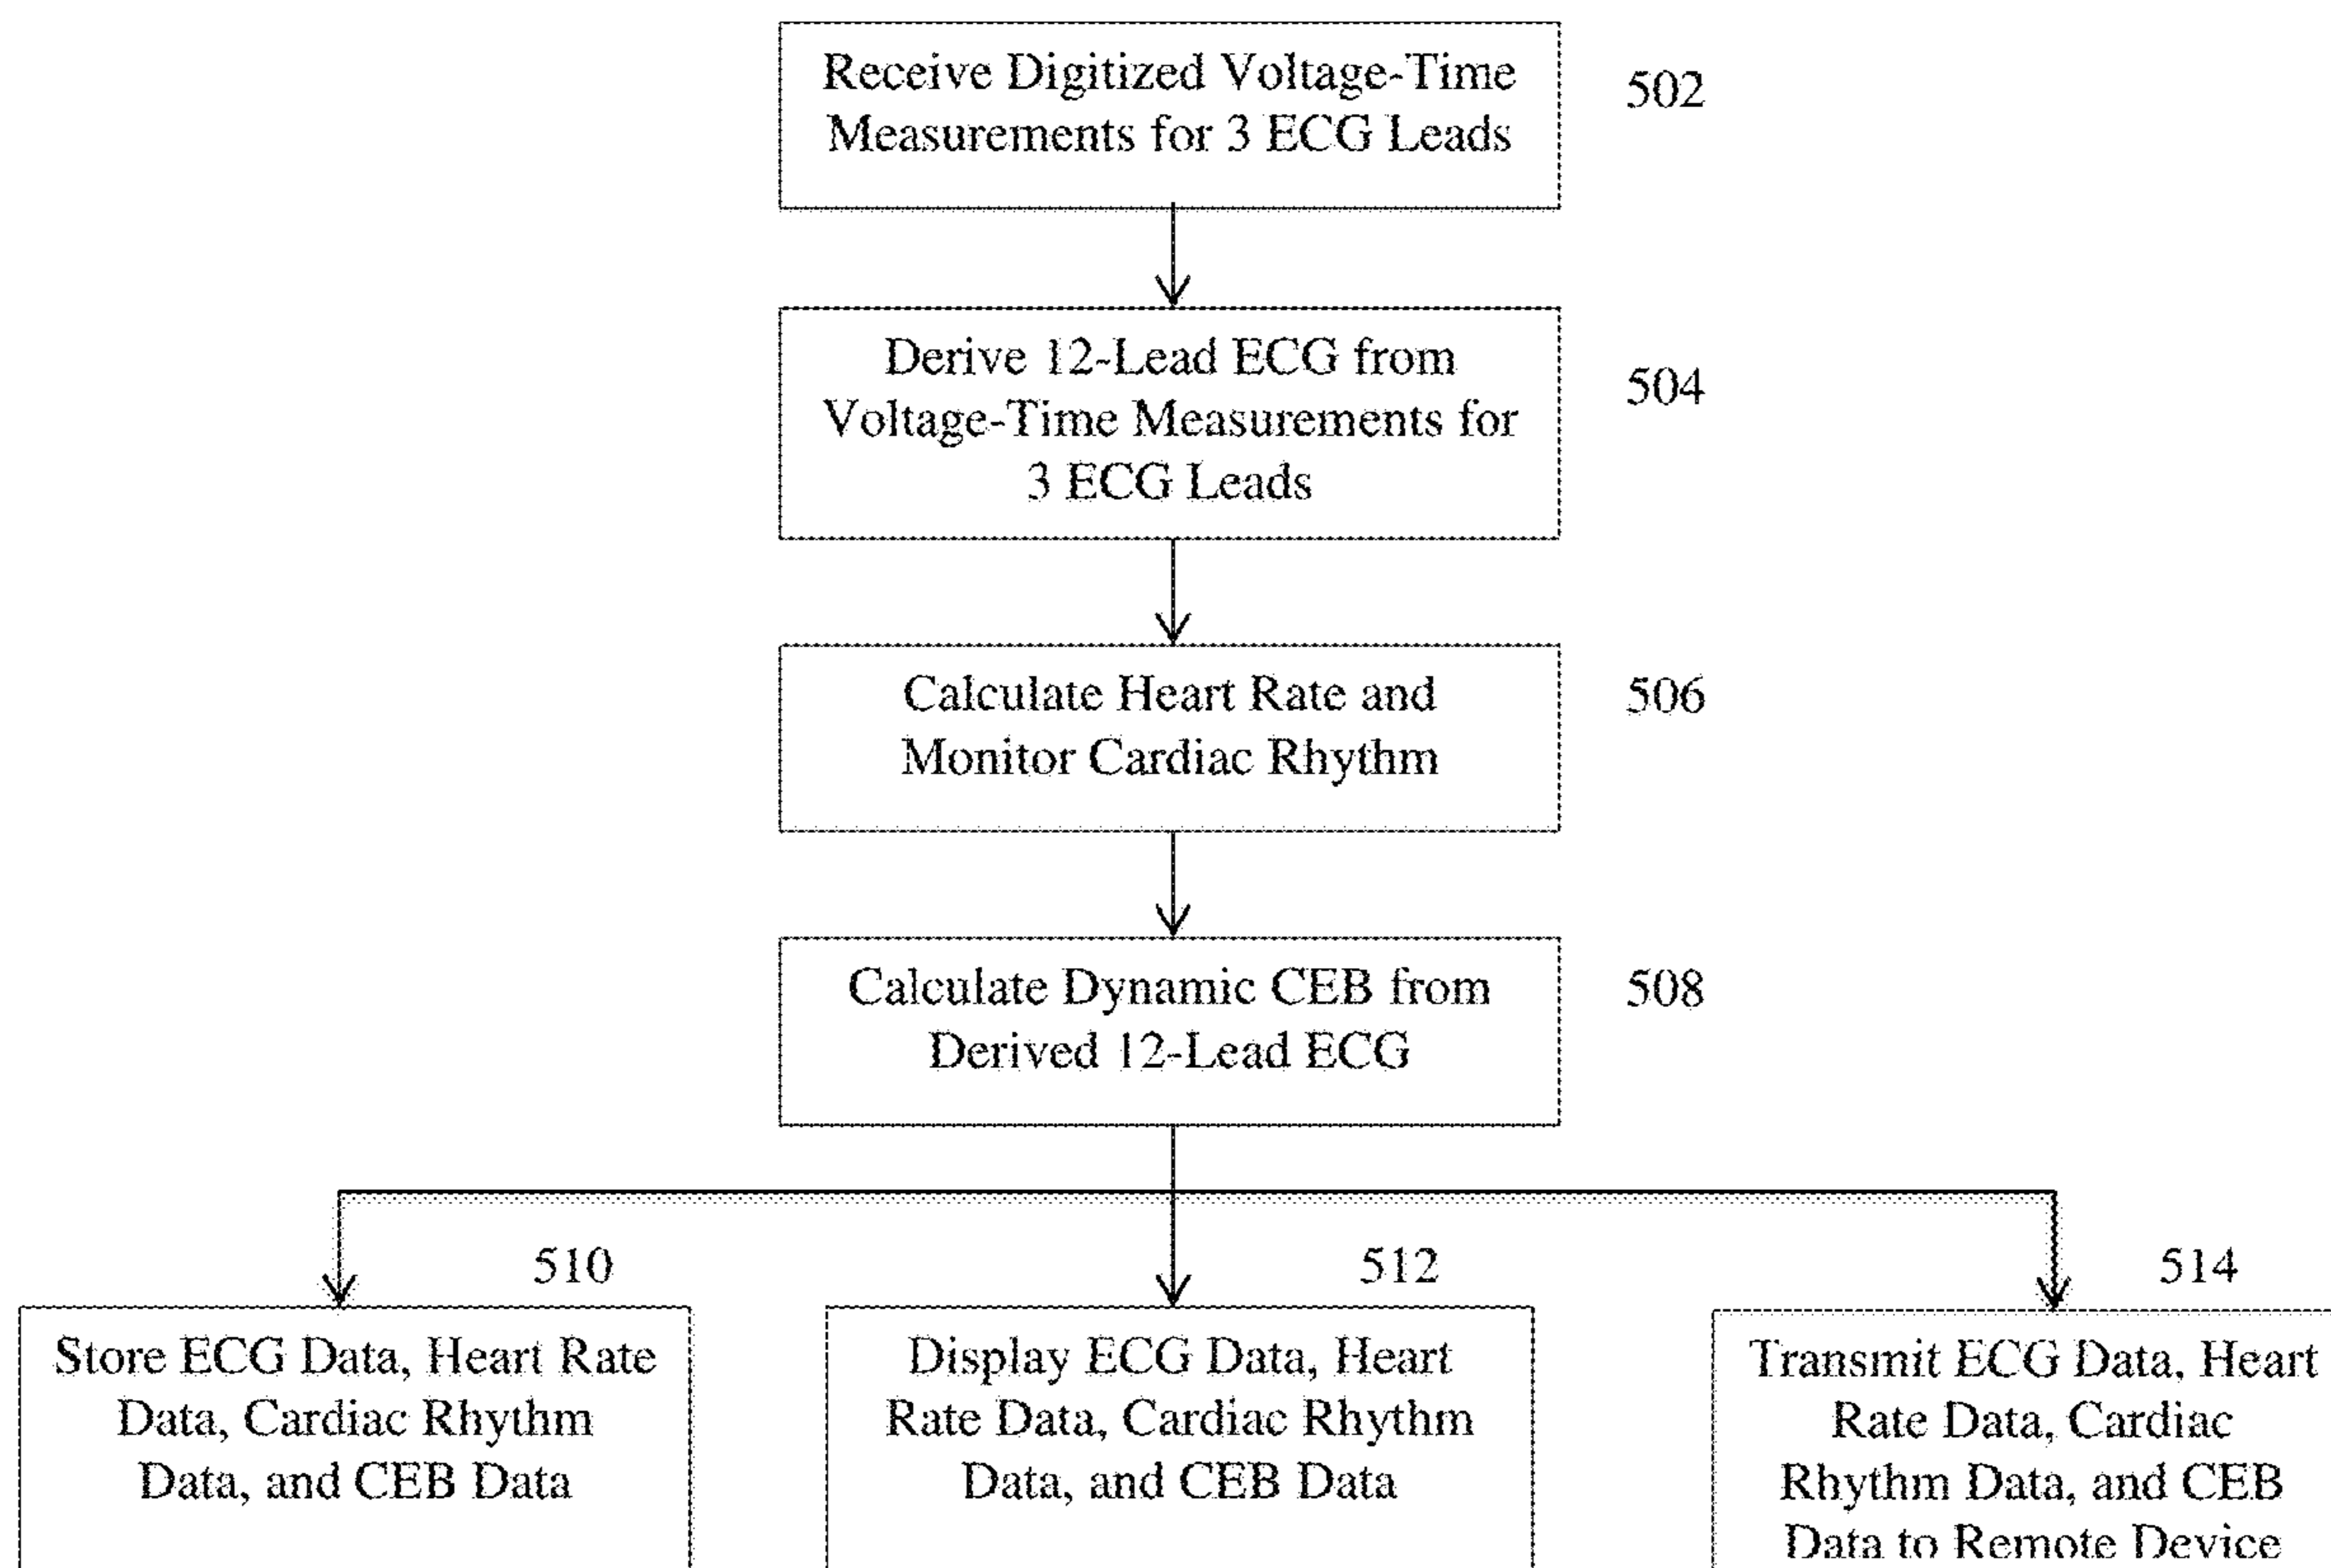 Receive Digitized Voltage-Time
Measurements for 3 ECG Leads
502
Derive 12-Lead ECG from
Voltage-Time Measurements for
3 ECG Leads
504
Calculate Heart Rate and
Monitor Cardiac Rhythm
506
Calculate Dynamic CEB from
Derived 12-Lead ECG
508
510
Store ECG Data, Heart Rate
Data, Cardiac Rhythm
Data, and CEB Data
512
Display ECG Data, Heart
Rate Data, Cardiac Rhythm
Data, and CEB Data
514
Transmit ECG Data, Heart
Rate Data, Cardiac
Rhythm Data, and CEB
Data to Remote Device